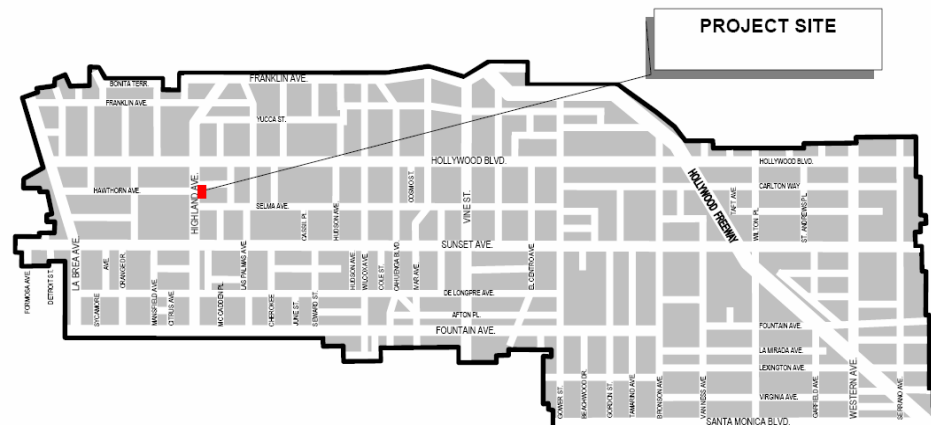 PROJECT SITE
FRANKLIN AVE.
BONITA TERR.
FRANKLIN AVE.
YUCCA ST.
HOLLYWOOD BLVD.
HOLLYWOOD BLVD.
HAWTHORN AVE.
HIGHLAND AVE.
SELMA AVE.
CASSIL PL.
HUDSON AVE.
COSMO ST.
VINE ST.
HOLLYWOOD FREEWAY
TAFT AVE.
CARLTON WAY
WILTON PL.
ST. ANDREWS PL.
SUNSET AVE.
FORMOSA AVE.
DETROIT ST.
LA BREA AVE.
SYCAMORE
AVE.
ORANGE DR.
MANSFIELD AVE.
CITRUS AVE.
MC CADDEN PL.
LAS PALMAS AVE.
CHEROKEE
JUNE ST.
SEWARD ST.
HUDSON AVE.
WILCOX AVE.
COLE ST.
CAHUENGA BLVD.
IVAR AVE.
EL CENTRO AVE.
DE LONGPRE AVE.
AFTON PL.
FOUNTAIN AVE.
FOUNTAIN AVE.
LA MIRADA AVE.
LEXINGTON AVE.
VIRGINIA AVE.
GOWER ST.
BEACHWOOD DR.
GORDON ST.
TAMARIND AVE.
BRONSON AVE.
VAN NESS AVE.
GARFIELD AVE.
WESTERN AVE.
SERRANO AVE.
SANTA MONICA BLVD.